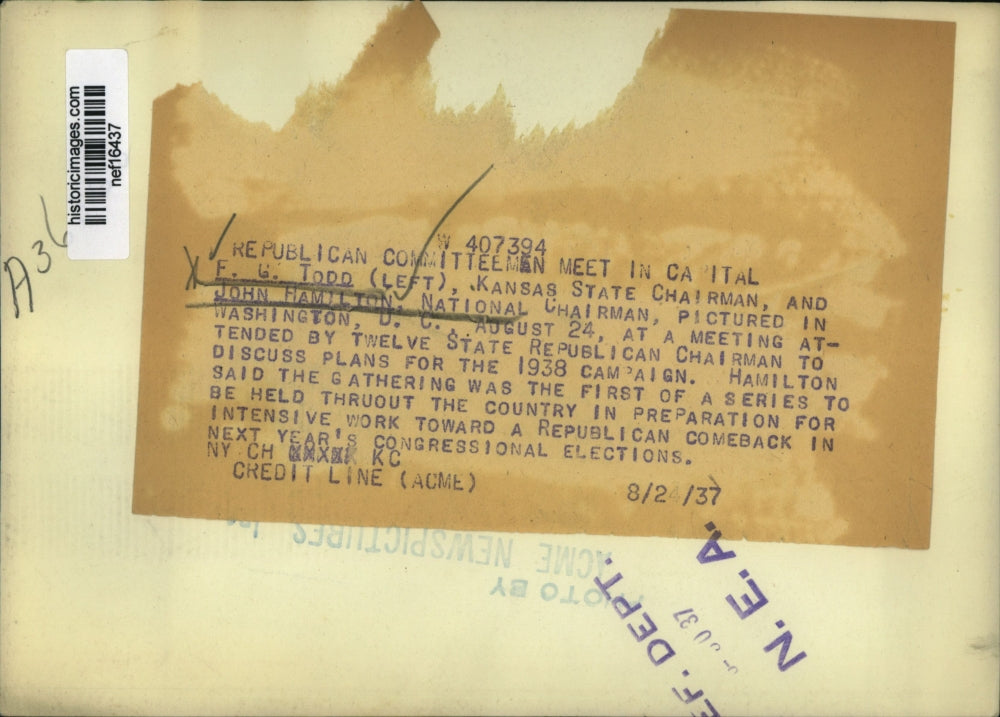 historicimages.com
nef16437
A36
W 407394
REPUBLICAN COMMITTEEMEN MEET IN CAPITAL
F. G. TODD (LEFT), KANSAS STATE CHAIRMAN, AND
JOHN HAMILTON, NATIONAL CHAIRMAN, PICTURED IN
WASHINGTON, D. C., AUGUST 24, AT A MEETING AT-
TENDED BY TWELVE STATE REPUBLICAN CHAIRMAN TO
DISCUSS PLANS FOR THE 1938 CAMPAIGN. HAMILTON
SAID THE GATHERING WAS THE FIRST OF A SERIES TO
BE HELD THRUOUT THE COUNTRY IN PREPARATION FOR
INTENSIVE WORK TOWARD A REPUBLICAN COMEBACK IN
NEXT YEAR'S CONGRESSIONAL ELECTIONS.
NY CH KC
CREDIT LINE (ACME) 8/24/37
PHOTO BY
ACME NEWSPICTURES
EF. DEPT.
37
N. E. A.